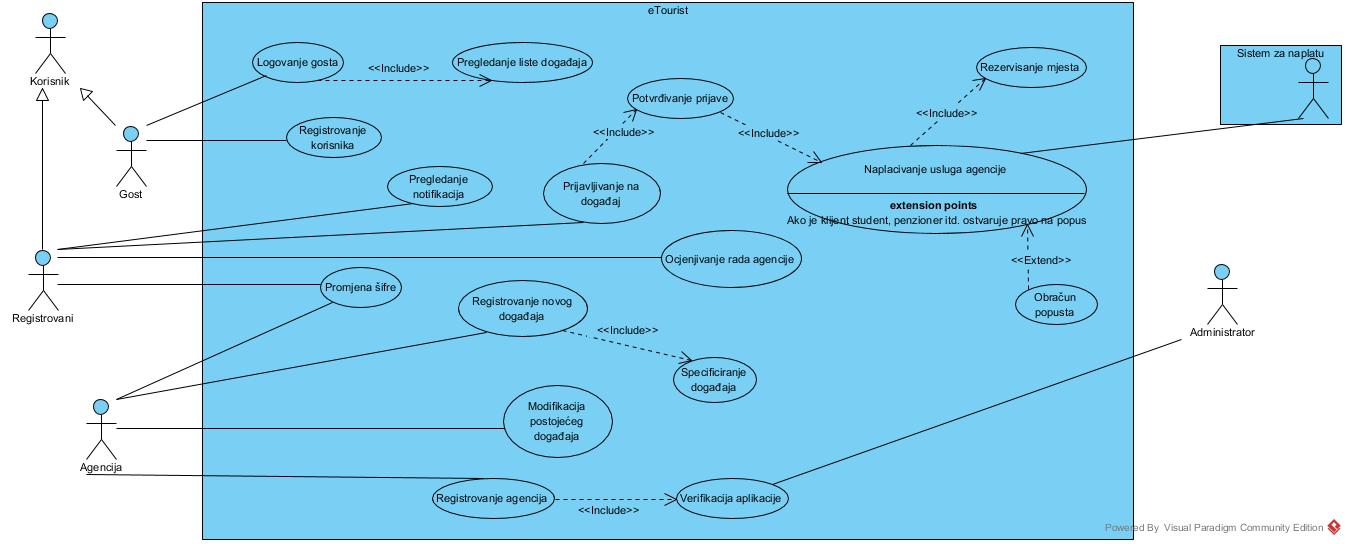 eTourist
Korisnik
Logovanje gosta
<<Include>>
Pregledanje liste događaja
Rezervisanje mjesta
Sistem za naplatu
Potvrđivanje prijave
<<Include>>
<<Include>>
<<Include>>
Registrovanje
korisnika
Gost
Pregledanje
notifikacija
Prijavljivanje na
događaj
Naplacivanje usluga agencije
extension points
Ako je klijent student, penzioner itd. ostvaruje pravo na popus
Ocjenjivanje rada agencije
<<Extend>>
Registrovani
Promjena šifre
Registrovanje novog
događaja
<<Include>>
Obračun
popusta
Administrator
Specificiranje
događaja
Modifikacija
postojećeg
događaja
Agencija
Registrovanje agencija
<<Include>>
Verifikacija aplikacije
Powered By Visual Paradigm Community Edition